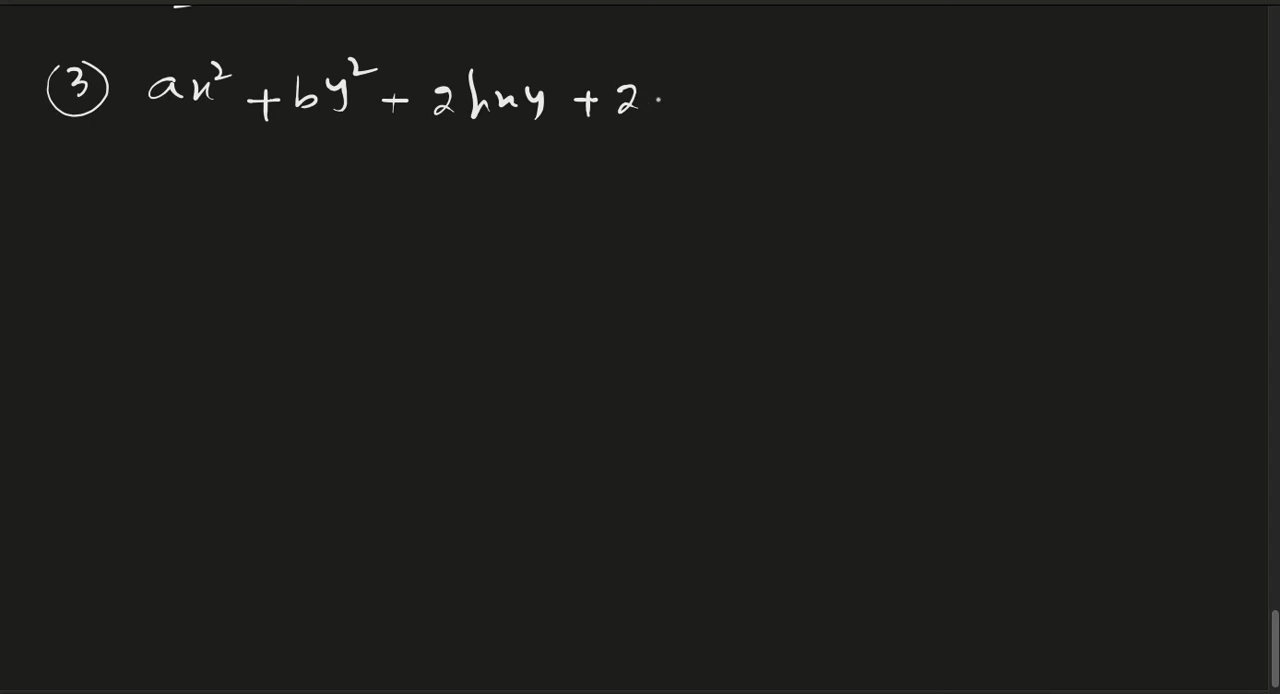 ③ ax² + by² + 2hxy + 2